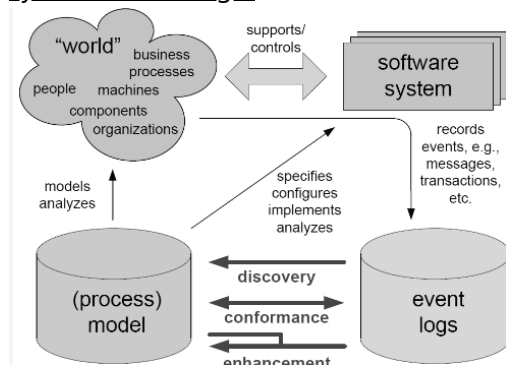 "world"
business
processes
people
machines
components
organizations
supports/
controls
software
system
records
events, e.g.,
messages,
transactions,
etc.
models
analyzes
specifies
configures
implements
analyzes
(process)
model
discovery
conformance
enhancement
event
logs